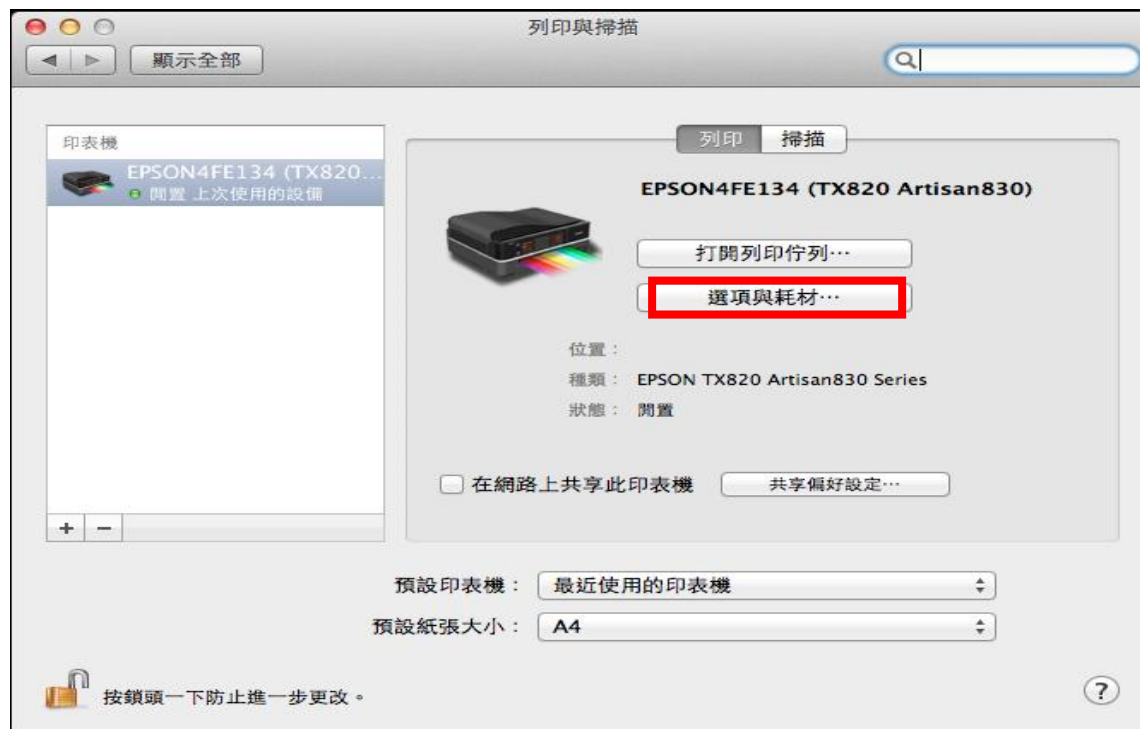 列印與掃描
顯示全部
印表機
EPSON4FE134 (TX820...
閒置 上次使用的設備
列印 掃描
EPSON4FE134 (TX820 Artisan830)
打開列印佇列…
選項與耗材…
位置：
種類： EPSON TX820 Artisan830 Series
狀態： 閒置
在網路上共享此印表機 共享偏好設定…
+ −
預設印表機： 最近使用的印表機
預設紙張大小： A4
按鎖頭一下防止進一步更改。
?